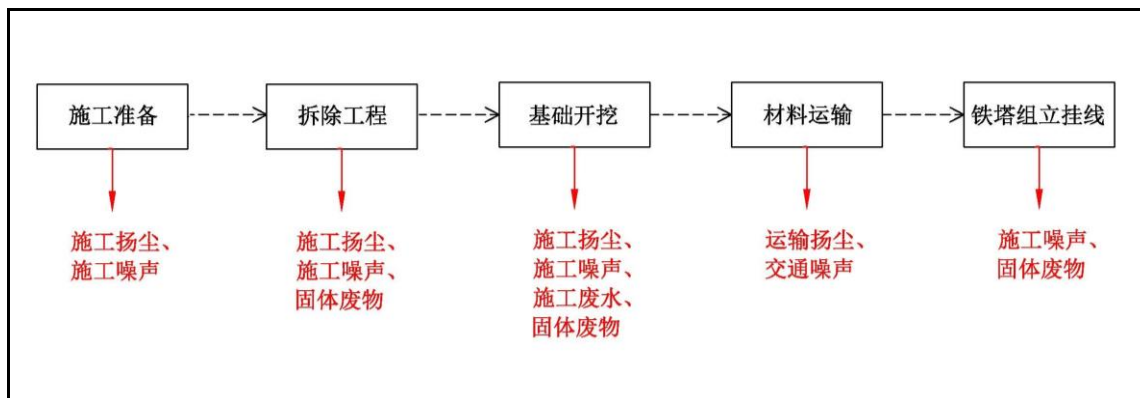 施工准备
拆除工程
基础开挖
材料运输
铁塔组立挂线
施工扬尘、
施工噪声
施工扬尘、
施工噪声、
固体废物
施工扬尘、
施工噪声、
施工废水、
固体废物
运输扬尘、
交通噪声
施工噪声、
固体废物